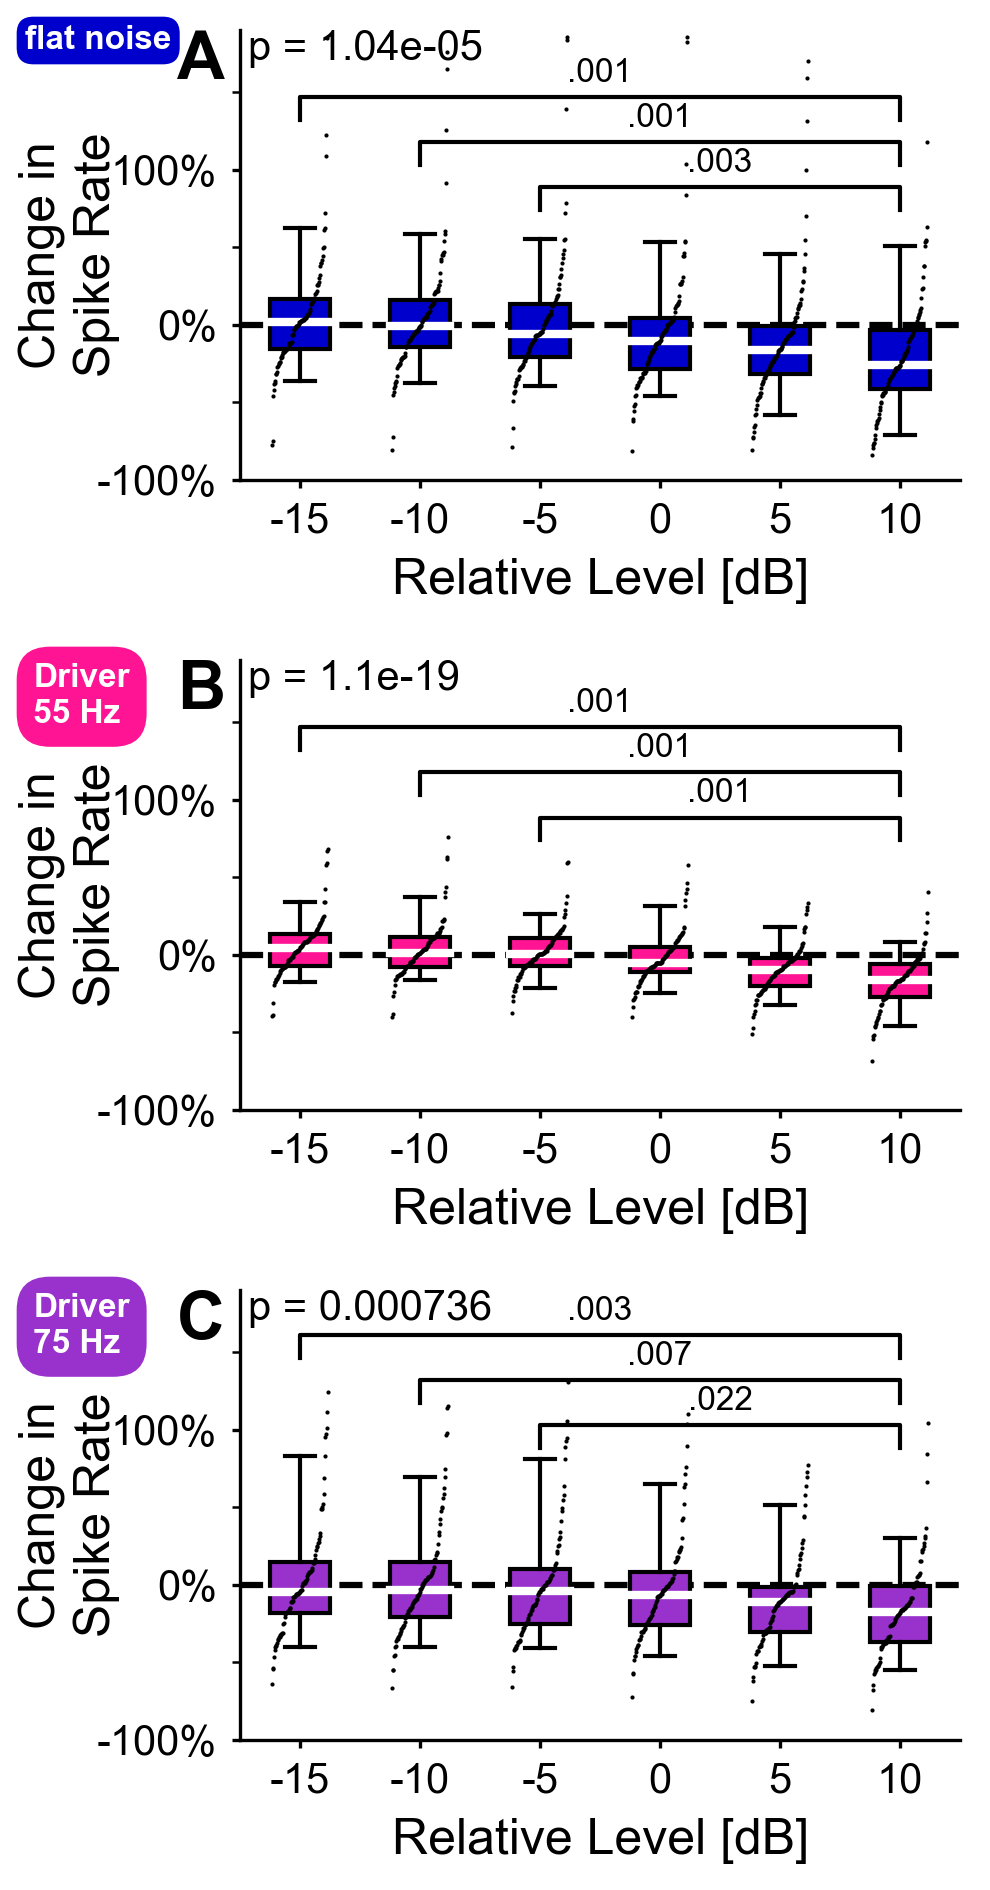 flat noise
A
p = 1.04e-05
.001
.001
.003
Change in
Spike Rate
100%
0%
-100%
-15 -10 -5 0 5 10
Relative Level [dB]
Driver
55 Hz
B
p = 1.1e-19
.001
.001
.001
Change in
Spike Rate
100%
0%
-100%
-15 -10 -5 0 5 10
Relative Level [dB]
Driver
75 Hz
C
p = 0.000736
.003
.007
.022
Change in
Spike Rate
100%
0%
-100%
-15 -10 -5 0 5 10
Relative Level [dB]